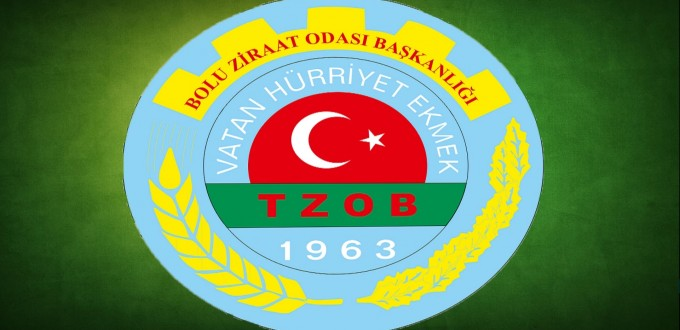 BOLU ZİRAAT ODASI BAŞKANLIĞI
VATAN HÜRRİYET EKMEK
TZOB
1963